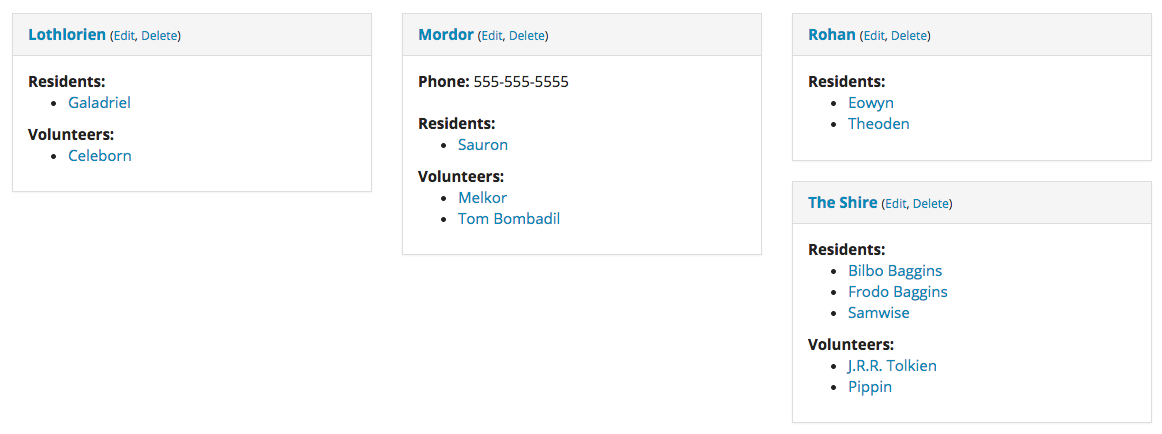 Lothlorien (Edit, Delete)
Residents:
• Galadriel
Volunteers:
• Celeborn
Mordor (Edit, Delete)
Phone: 555-555-5555
Residents:
• Sauron
Volunteers:
• Melkor
• Tom Bombadil
Rohan (Edit, Delete)
Residents:
• Eowyn
• Theoden
The Shire (Edit, Delete)
Residents:
• Bilbo Baggins
• Frodo Baggins
• Samwise
Volunteers:
• J.R.R. Tolkien
• Pippin